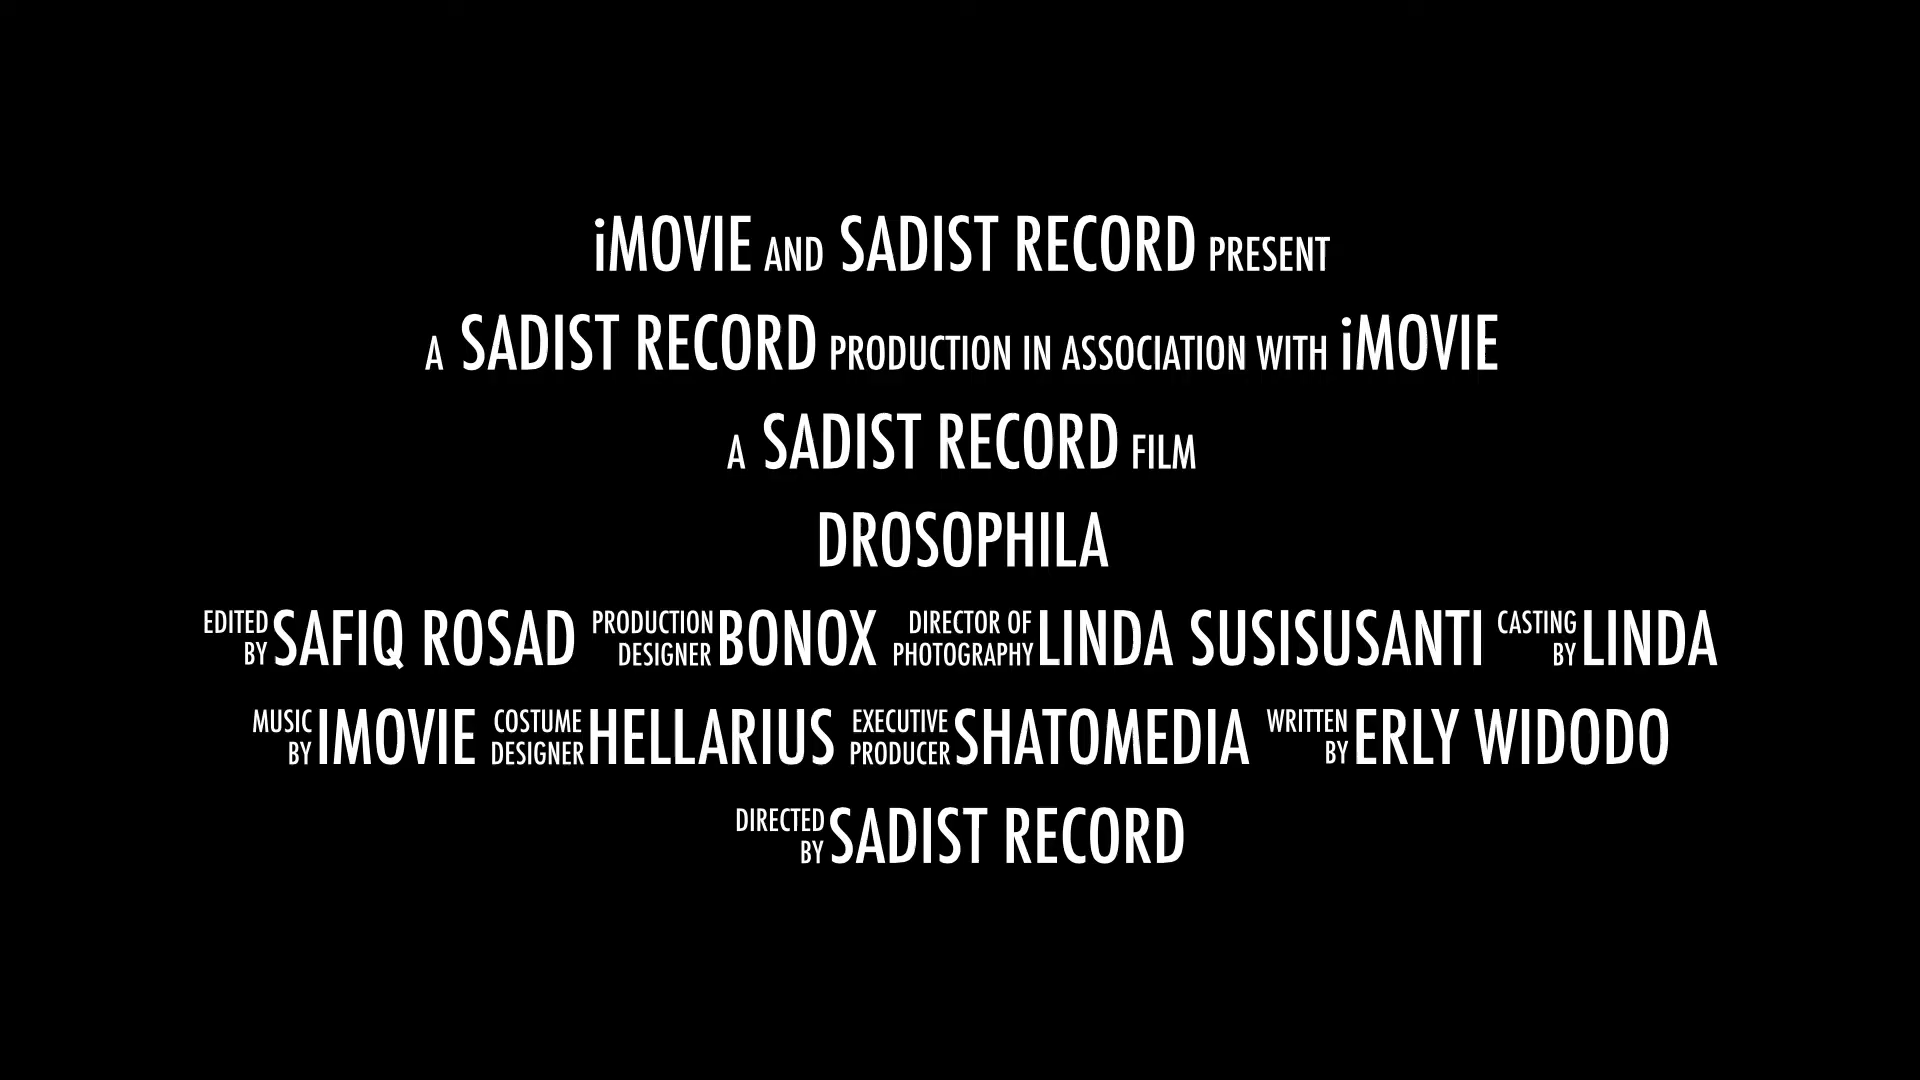 iMOVIE AND SADIST RECORD PRESENT
A SADIST RECORD PRODUCTION IN ASSOCIATION WITH iMOVIE
A SADIST RECORD FILM
DROSOPHILA
EDITED BY SAFIQ ROSAD PRODUCTION DESIGNER BONOX DIRECTOR OF PHOTOGRAPHY LINDA SUSISUSANTI CASTING BY LINDA
MUSIC BY IMOVIE COSTUME DESIGNER HELLARIUS EXECUTIVE PRODUCER SHATOMEDIA WRITTEN BY ERLY WIDODO
DIRECTED BY SADIST RECORD